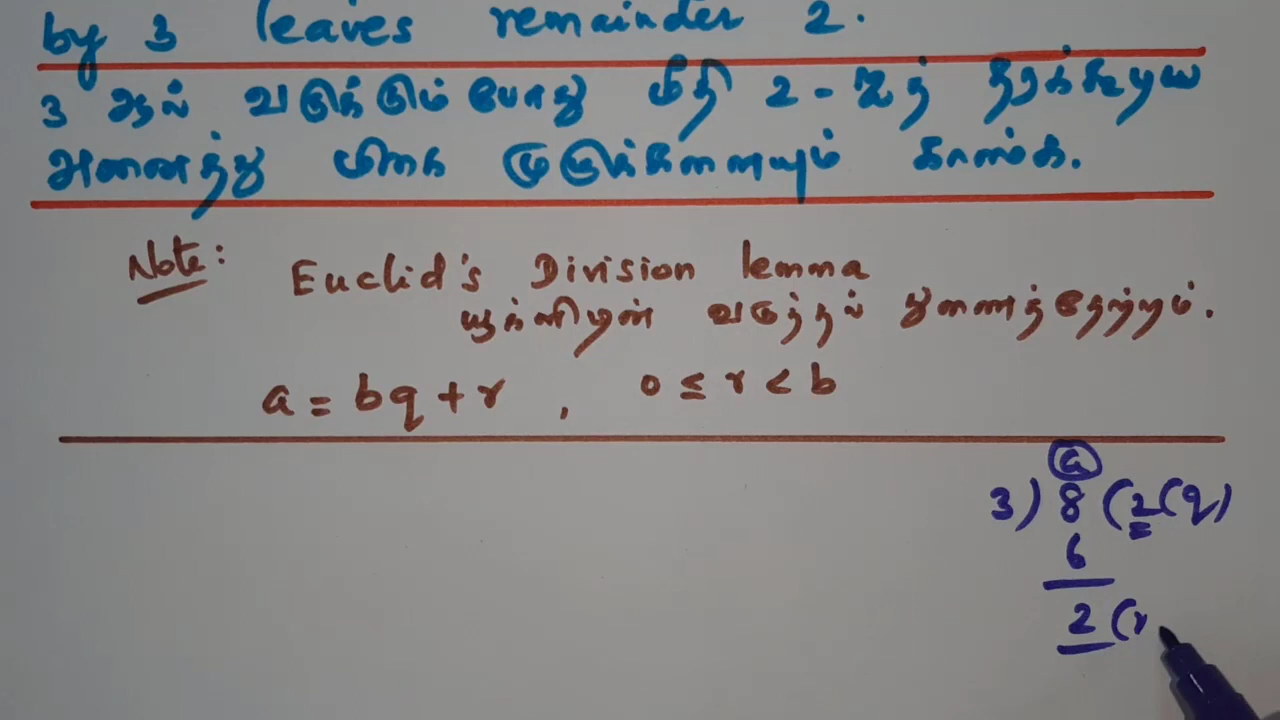 by 3 leaves remainder 2.
3 ஆல் வகுக்கும் போது மீதி 2-ஐத் தரக்கூடிய
அனைத்து மிகை முழுக்களையும் காண்க.
Note: Euclid's Division lemma
யூக்ளிடின் வகுத்தல் துணைத்தேற்றம்.
a = bq + r , 0 ≤ r < b
a
3) 8 (2 (q)
6
2 (r